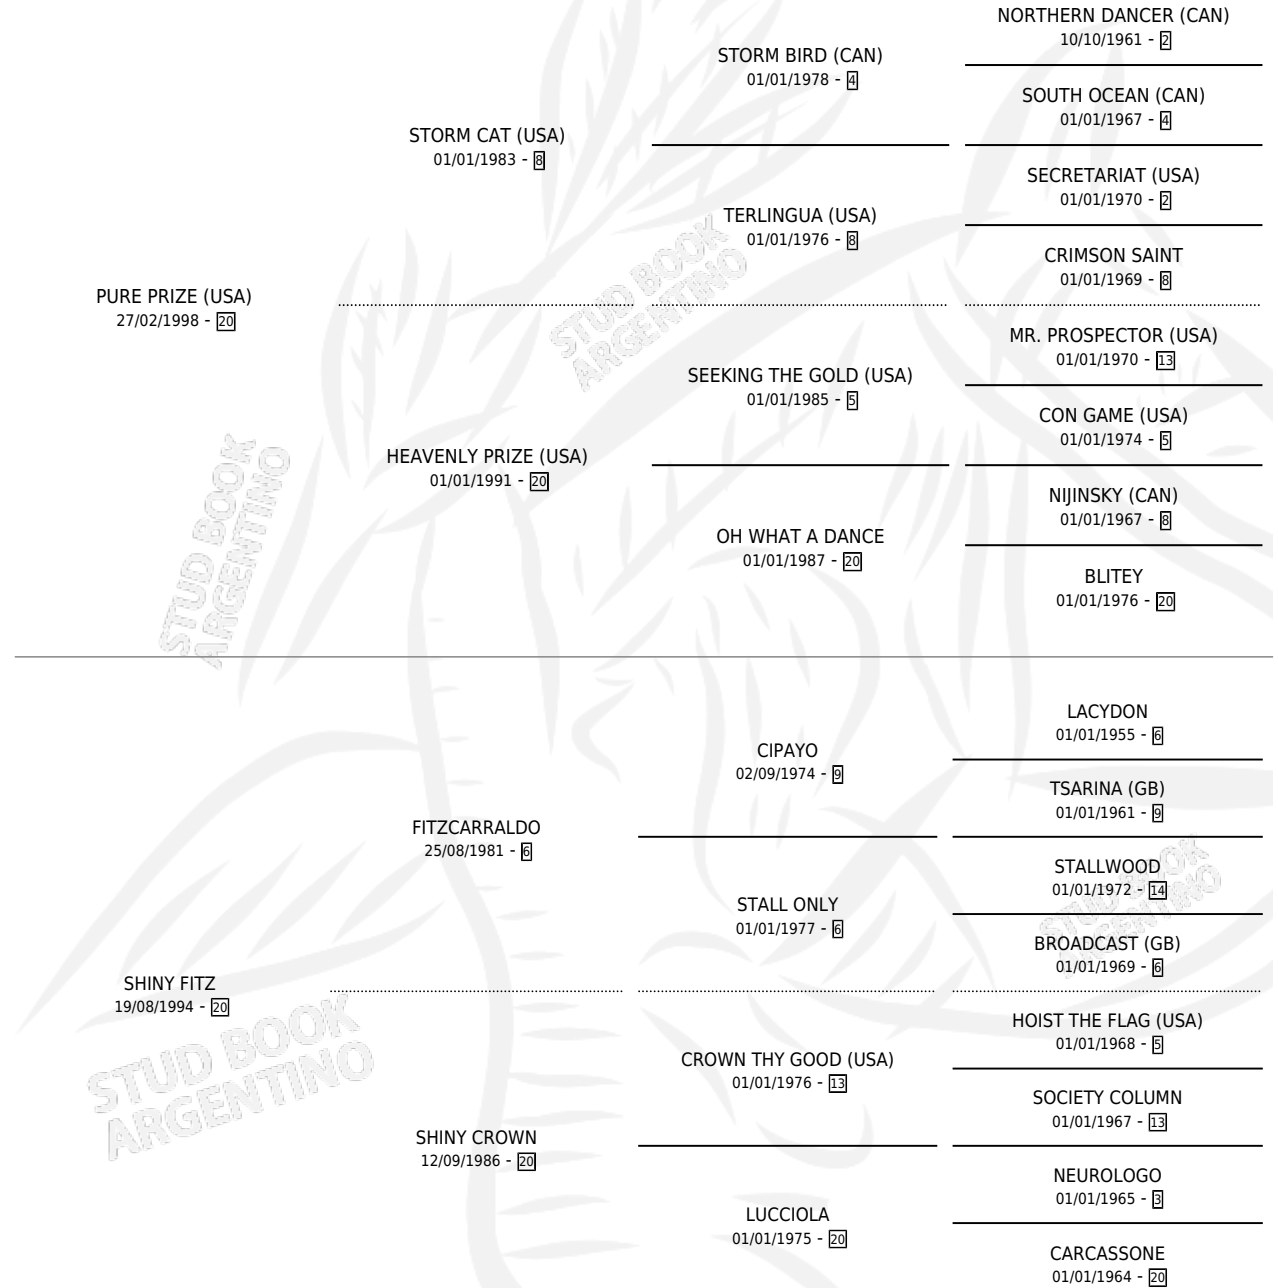 NORTHERN DANCER (CAN)
10/10/1961 - 2
STORM BIRD (CAN)
01/01/1978 - 4
SOUTH OCEAN (CAN)
01/01/1967 - 4
STORM CAT (USA)
01/01/1983 - 8
SECRETARIAT (USA)
01/01/1970 - 2
TERLINGUA (USA)
01/01/1976 - 8
CRIMSON SAINT
01/01/1969 - 8
PURE PRIZE (USA)
27/02/1998 - 20
MR. PROSPECTOR (USA)
01/01/1970 - 13
SEEKING THE GOLD (USA)
01/01/1985 - 5
CON GAME (USA)
01/01/1974 - 5
HEAVENLY PRIZE (USA)
01/01/1991 - 20
NIJINSKY (CAN)
01/01/1967 - 8
OH WHAT A DANCE
01/01/1987 - 20
BLITEY
01/01/1976 - 20
LACYDON
01/01/1955 - 6
CIPAYO
02/09/1974 - 9
TSARINA (GB)
01/01/1961 - 9
FITZCARRALDO
25/08/1981 - 6
STALLWOOD
01/01/1972 - 14
STALL ONLY
01/01/1977 - 6
BROADCAST (GB)
01/01/1969 - 6
SHINY FITZ
19/08/1994 - 20
HOIST THE FLAG (USA)
01/01/1968 - 5
CROWN THY GOOD (USA)
01/01/1976 - 13
SOCIETY COLUMN
01/01/1967 - 13
SHINY CROWN
12/09/1986 - 20
NEUROLOGO
01/01/1965 - 3
LUCCIOLA
01/01/1975 - 20
CARCASSONE
01/01/1964 - 20
STUD BOOK
ARGENTINO
STUD BOOK
ARGENTINO
STUD BOOK
ARGENTINO
STUD BOOK
ARGENTINO